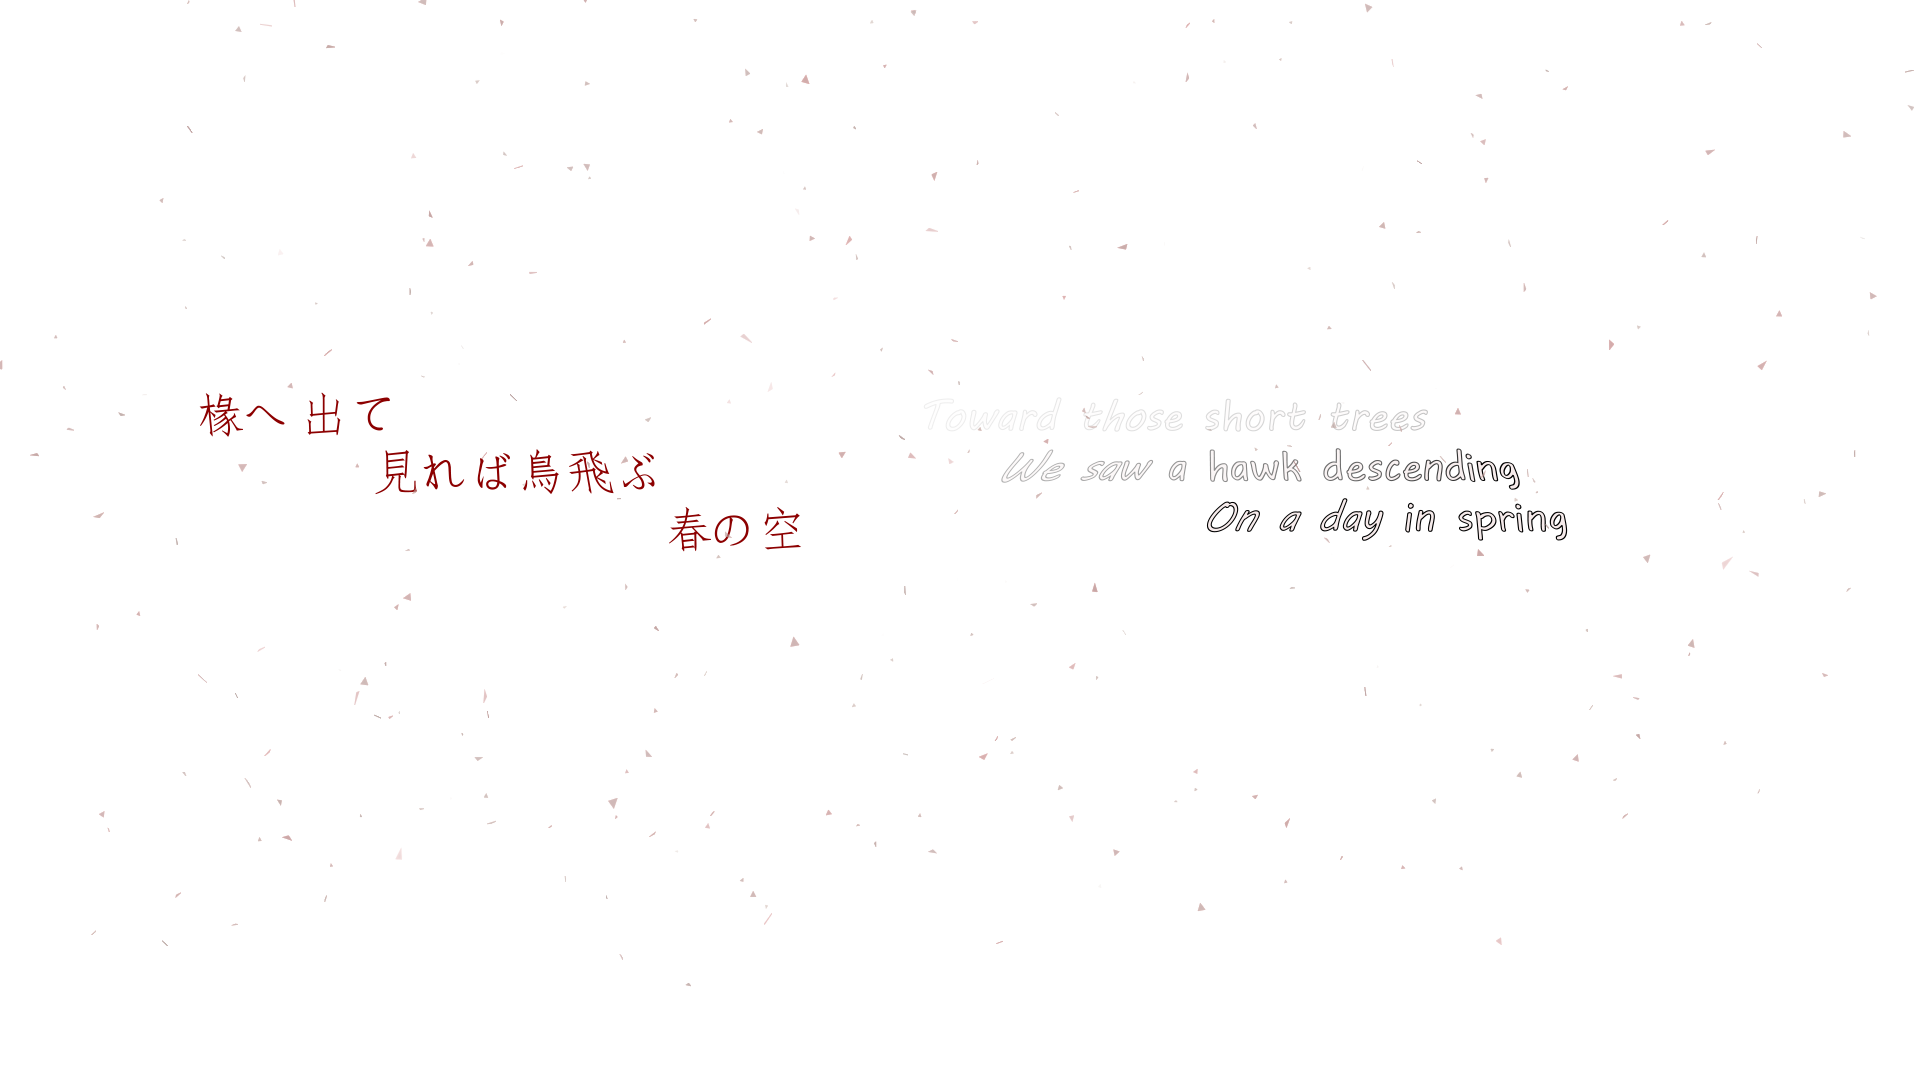 椽へ出て
見れば鳥飛ぶ
春の空
Toward those short trees
We saw a hawk descending
On a day in spring